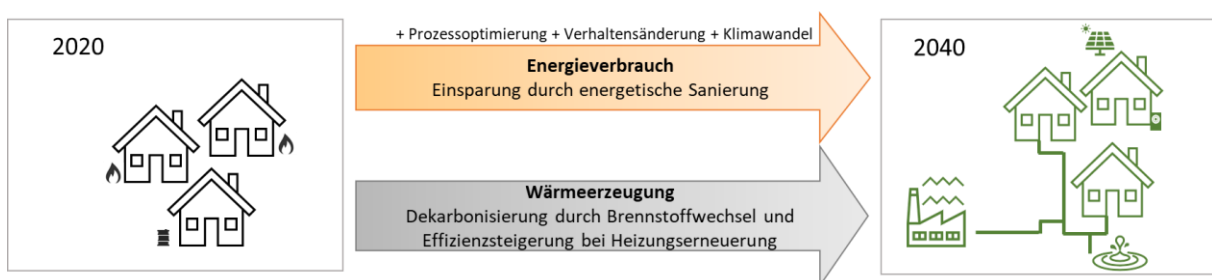 2020
+ Prozessoptimierung + Verhaltensänderung + Klimawandel
Energieverbrauch
Einsparung durch energetische Sanierung
Wärmeerzeugung
Dekarbonisierung durch Brennstoffwechsel und
Effizienzsteigerung bei Heizungserneuerung
2040